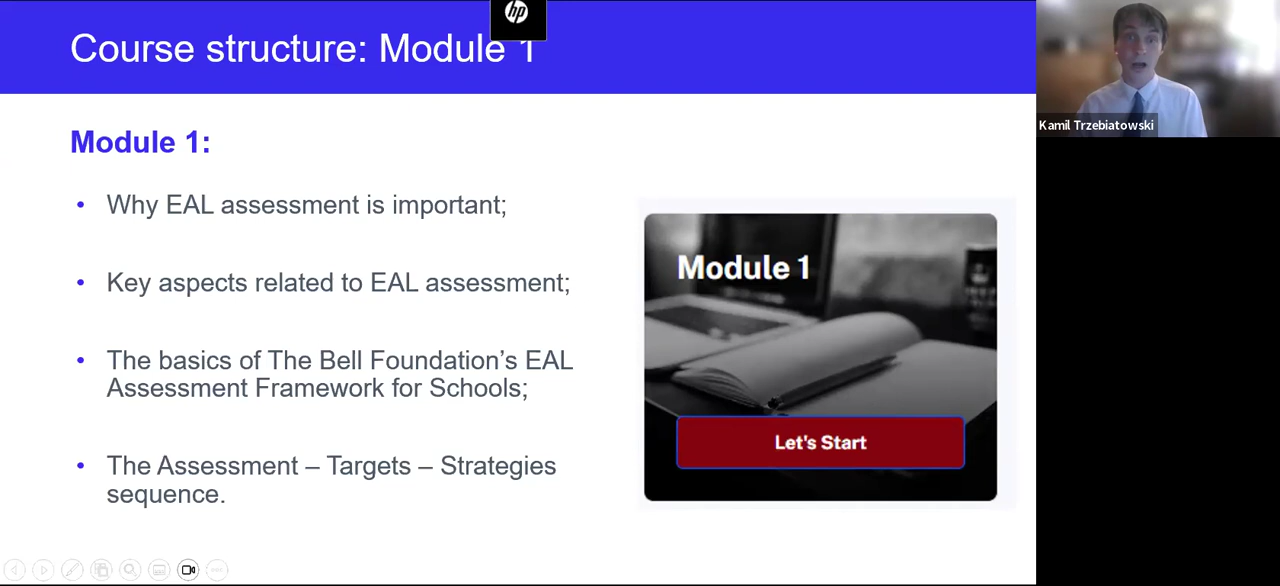 hp
Course structure: Module 1
Kamil Trzebiatowski
Module 1:
• Why EAL assessment is important;
• Key aspects related to EAL assessment;
• The basics of The Bell Foundation’s EAL
Assessment Framework for Schools;
• The Assessment – Targets – Strategies
sequence.
Module 1
Let's Start